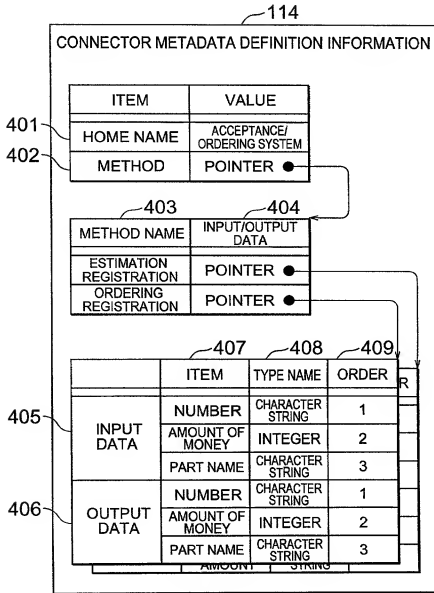 114
CONNECTOR METADATA DEFINITION INFORMATION
ITEM VALUE
401 HOME NAME ACCEPTANCE/
ORDERING SYSTEM
402 METHOD POINTER
403 404
METHOD NAME INPUT/OUTPUT
DATA
ESTIMATION
REGISTRATION POINTER
ORDERING
REGISTRATION POINTER
407 408 409
ITEM TYPE NAME ORDER R
405 INPUT
DATA
NUMBER CHARACTER
STRING 1
AMOUNT OF
MONEY INTEGER 2
PART NAME CHARACTER
STRING 3
406 OUTPUT
DATA
NUMBER CHARACTER
STRING 1
AMOUNT OF
MONEY INTEGER 2
PART NAME CHARACTER
STRING 3
AMOUNT STRING